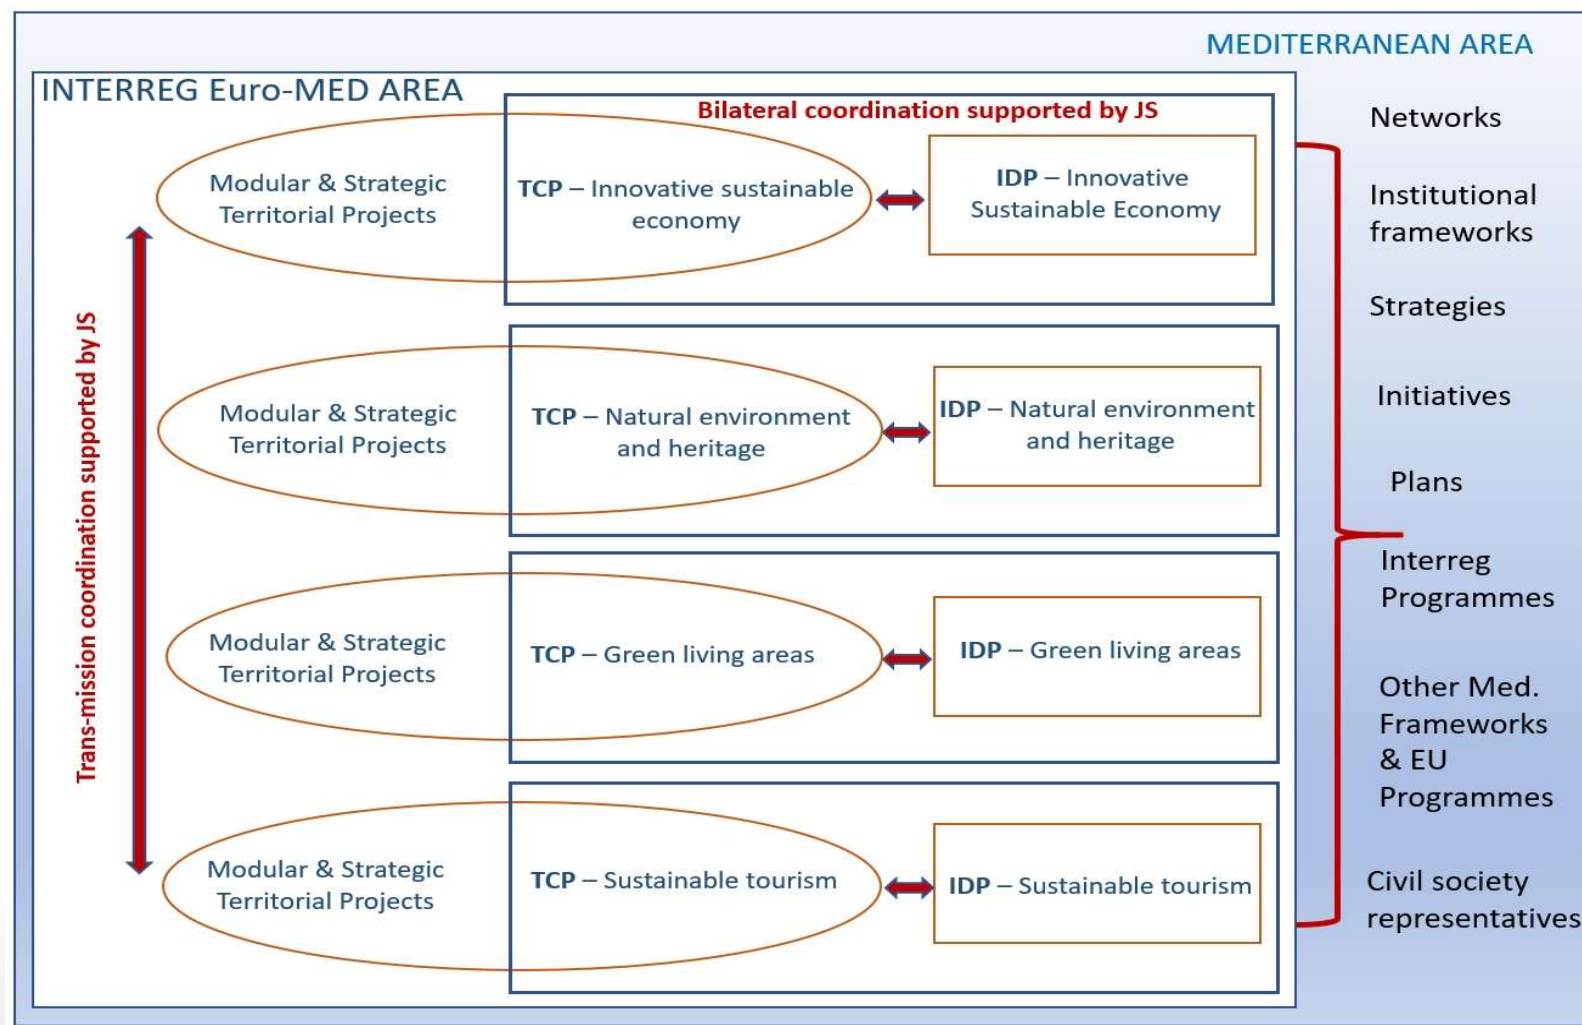 MEDITERRANEAN AREA
INTERREG Euro-MED AREA
Bilateral coordination supported by JS
Modular & Strategic
Territorial Projects
TCP – Innovative sustainable
economy
IDP – Innovative
Sustainable Economy
Modular & Strategic
Territorial Projects
TCP – Natural environment
and heritage
IDP – Natural environment
and heritage
Modular & Strategic
Territorial Projects
TCP – Green living areas
IDP – Green living areas
Modular & Strategic
Territorial Projects
TCP – Sustainable tourism
IDP – Sustainable tourism
Trans-mission coordination supported by JS
Networks
Institutional
frameworks
Strategies
Initiatives
Plans
Interreg
Programmes
Other Med.
Frameworks
& EU
Programmes
Civil society
representatives